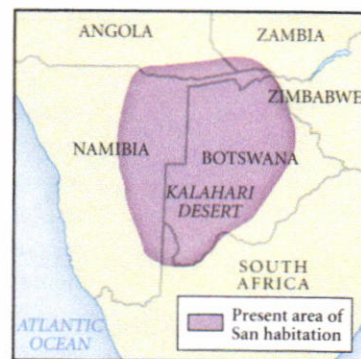 ANGOLA
ZAMBIA
ZIMBABWE
NAMIBIA
BOTSWANA
KALAHARI
DESERT
SOUTH
AFRICA
ATLANTIC
OCEAN
Present area of
San habitation